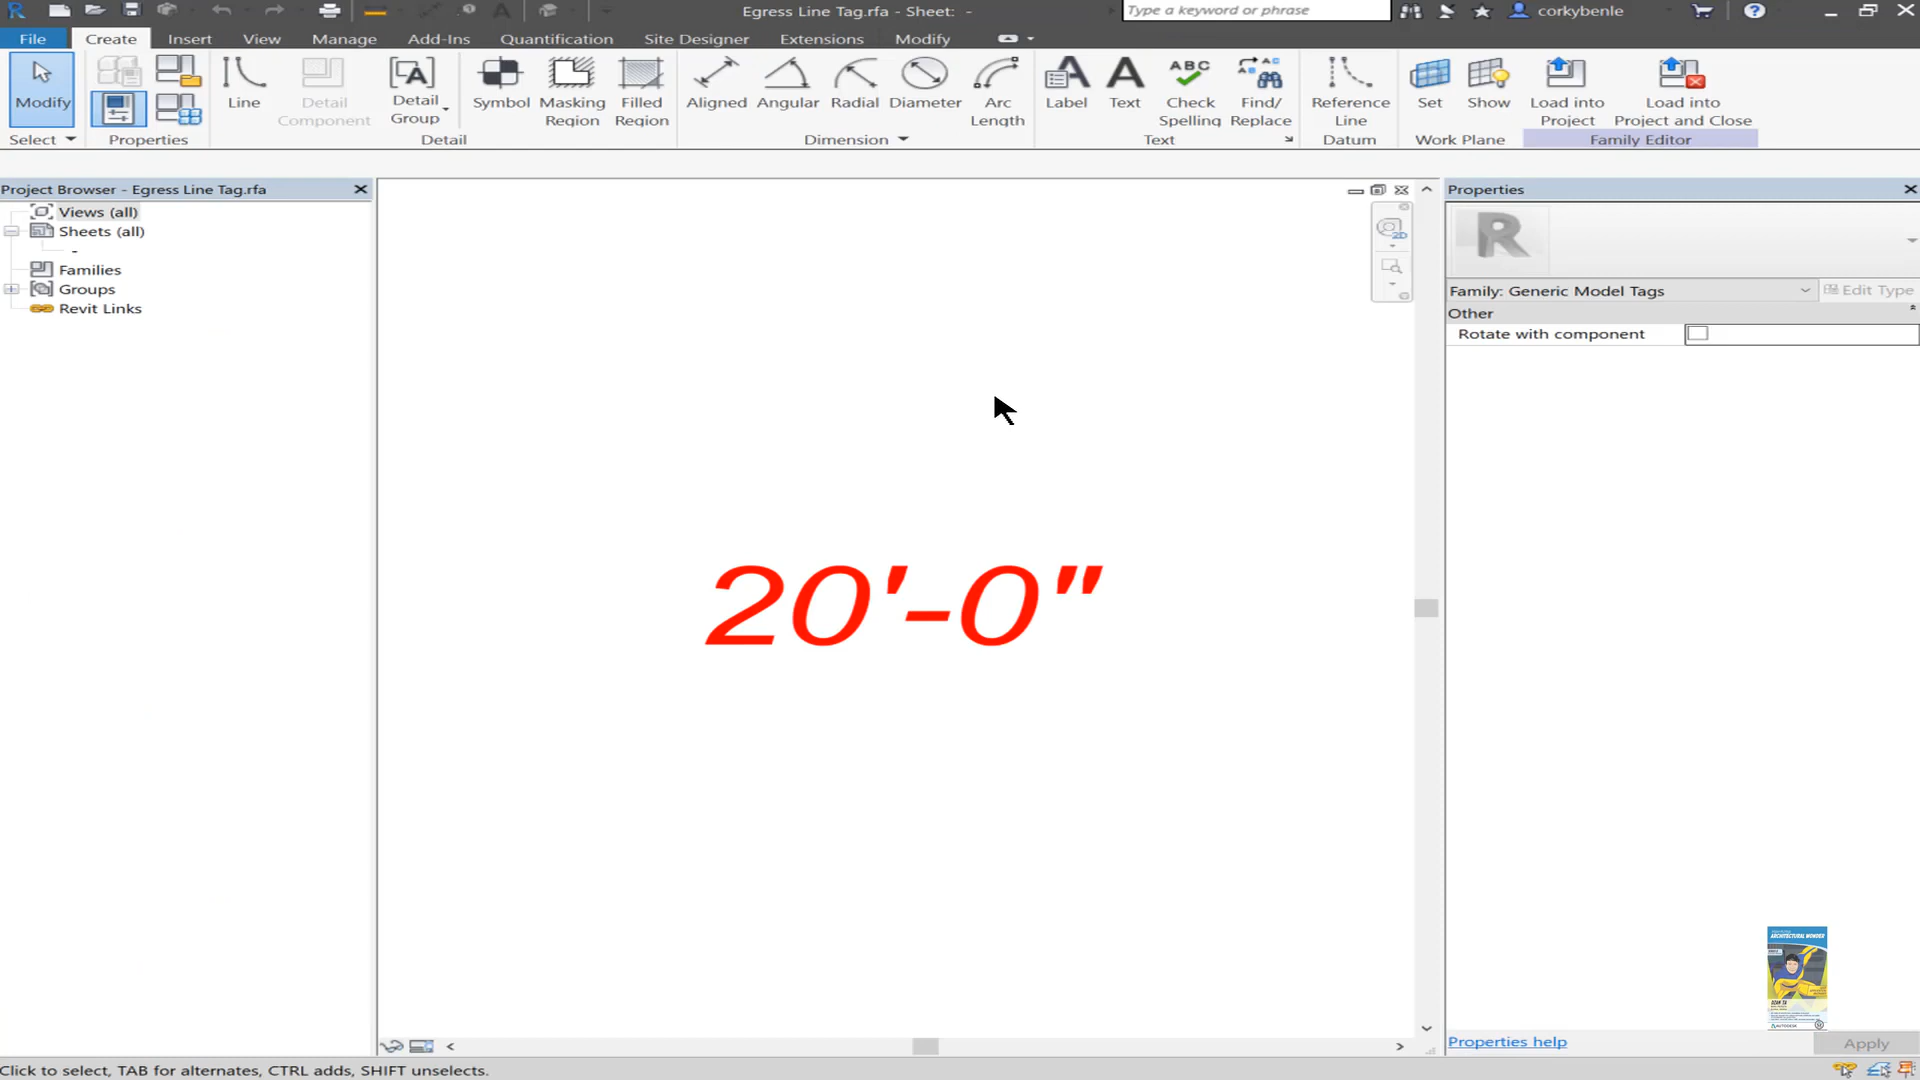 Egress Line Tag.rfa - Sheet: -
Type a keyword or phrase
corkybenle
File Create Insert View Manage Add-Ins Quantification Site Designer Extensions Modify
Modify
Line
Detail Component
Detail Group
Symbol
Masking Region
Filled Region
Aligned
Angular
Radial
Diameter
Arc Length
Label
Text
ABC
Check Spelling
Find/ Replace
Reference Line
Set
Show
Load into Project
Load into Project and Close
Select Properties Detail Dimension Text Datum Work Plane Family Editor
Project Browser - Egress Line Tag.rfa
Views (all)
Sheets (all)
-
Families
Groups
Revit Links
2D
20'-0"
Properties
R
Family: Generic Model Tags
Edit Type
Other
Rotate with component
ARCHITECTURAL WONDER
AUTODESK
Properties help
Apply
Click to select, TAB for alternates, CTRL adds, SHIFT unselects.